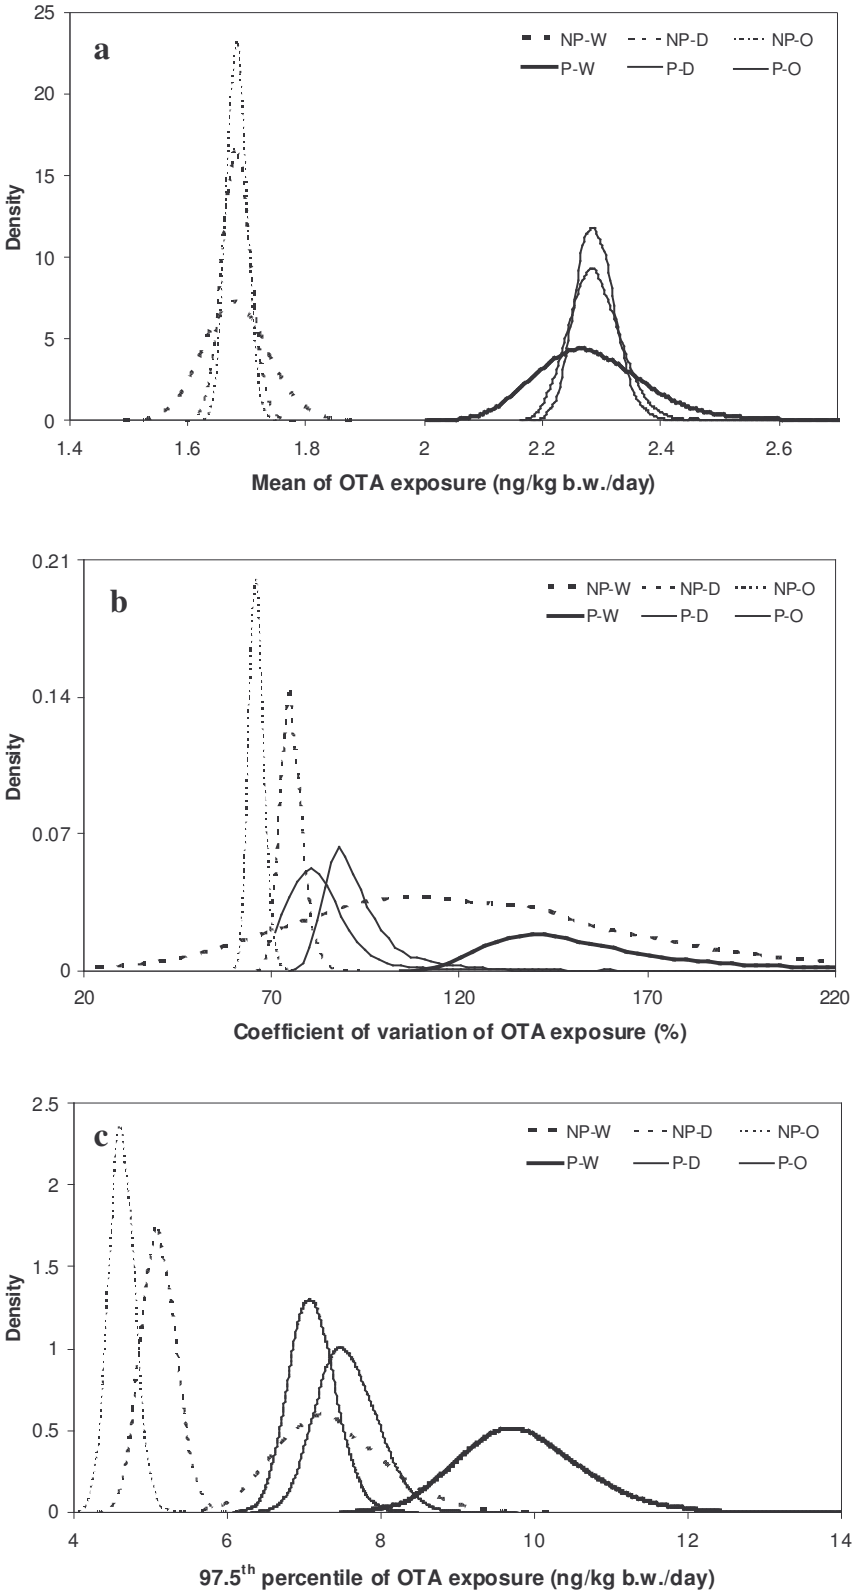 25
a
NP-W NP-D NP-O
P-W P-D P-O
20
15
10
5
0
Density
1.4 1.6 1.8 2 2.2 2.4 2.6
Mean of OTA exposure (ng/kg b.w./day)
0.21
b
NP-W NP-D NP-O
P-W P-D P-O
0.14
0.07
0
Density
20 70 120 170 220
Coefficient of variation of OTA exposure (%)
2.5
c
NP-W NP-D NP-O
P-W P-D P-O
2
1.5
1
0.5
0
Density
4 6 8 10 12 14
97.5th percentile of OTA exposure (ng/kg b.w./day)